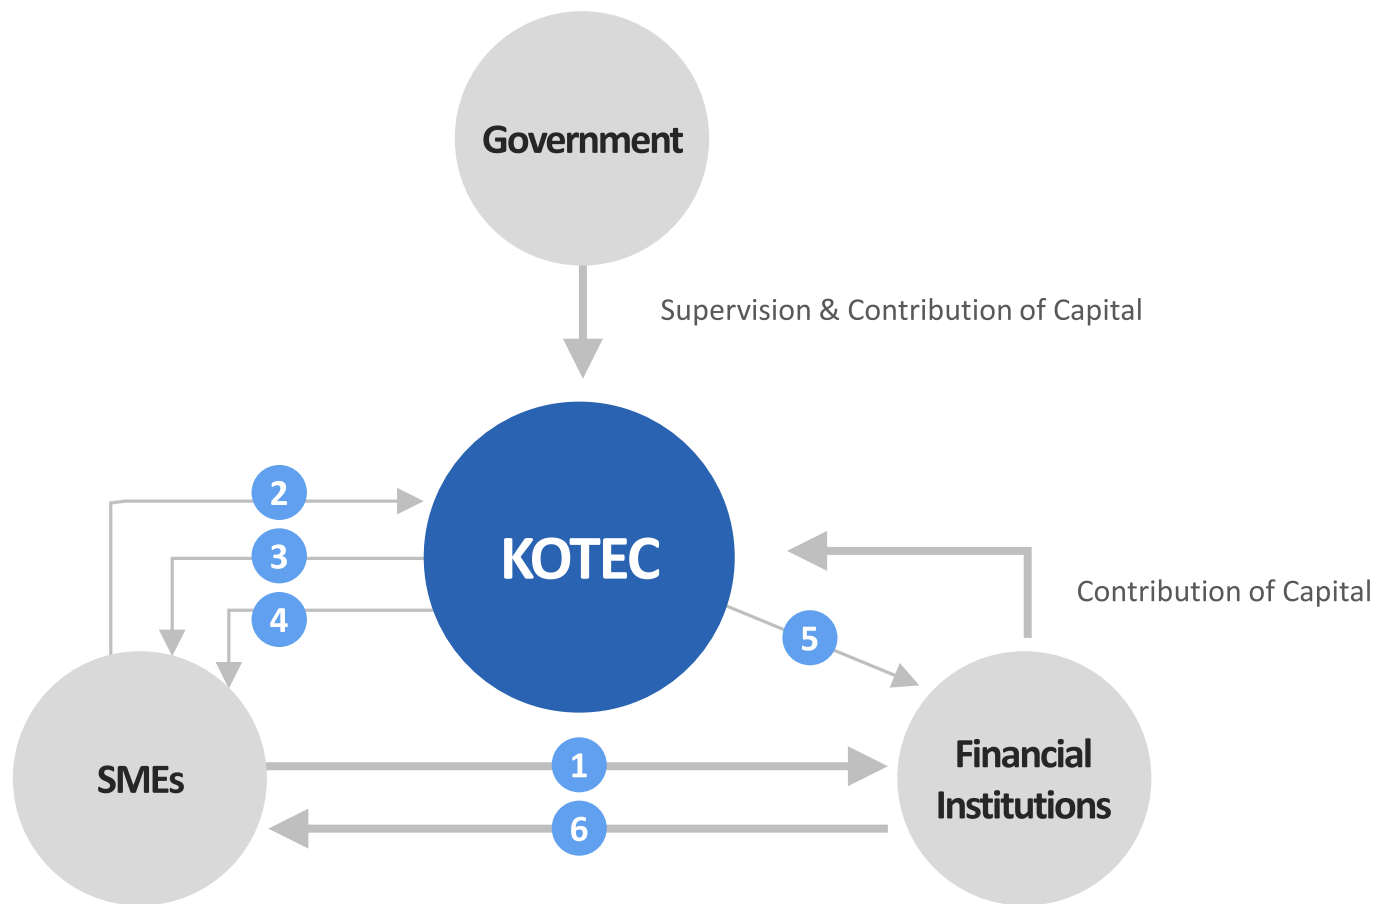 Government
Supervision & Contribution of Capital
2
3
KOTEC
4
Contribution of Capital
5
SMEs
1
Financial
Institutions
6